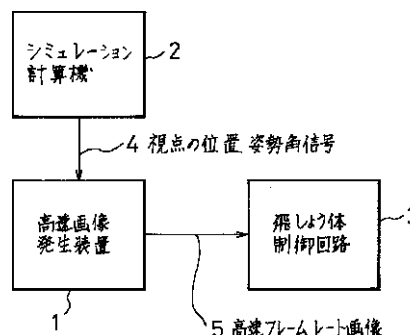 シミュレーション
計算機
2
4 視点の位置、姿勢角信号
高速画像
発生装置
飛しょう体
制御回路
3
1
5 高速フレームレート画像